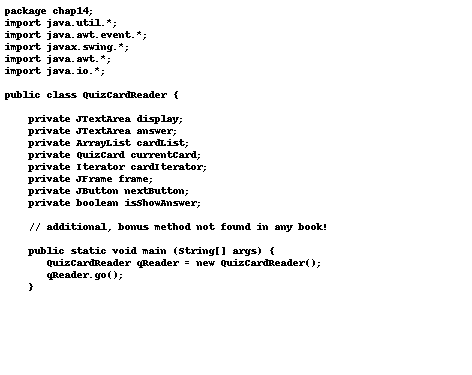 package chap14;
import java.util.*;
import java.awt.event.*;
import javax.swing.*;
import java.awt.*;
import java.io.*;

public class QuizCardReader {

    private JTextArea display;
    private JTextArea answer;
    private ArrayList cardList;
    private QuizCard currentCard;
    private Iterator cardIterator;
    private JFrame frame;
    private JButton nextButton;
    private boolean isShowAnswer;

    // additional, bonus method not found in any book!

    public static void main (String[] args) {
       QuizCardReader qReader = new QuizCardReader();
       qReader.go();
    }